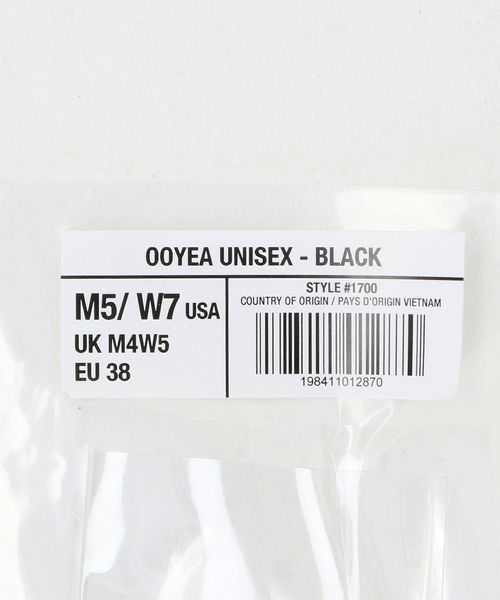 OOYEA UNISEX - BLACK
M5/ W7 USA
UK M4W5
EU 38
STYLE #1700
COUNTRY OF ORIGIN / PAYS D'ORIGIN VIETNAM
198411012870